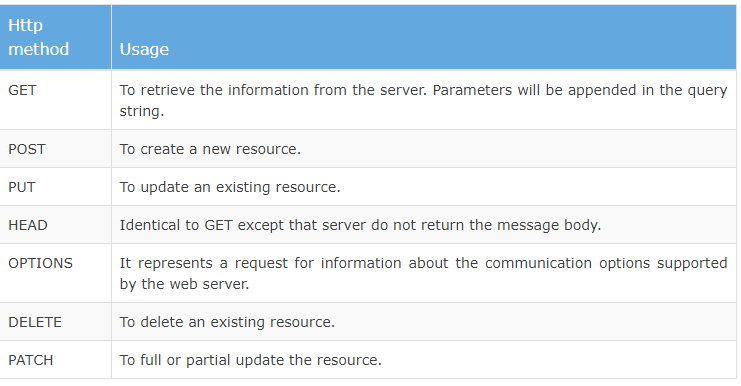 Http
method Usage
GET To retrieve the information from the server. Parameters will be appended in the query
string.
POST To create a new resource.
PUT To update an existing resource.
HEAD Identical to GET except that server do not return the message body.
OPTIONS It represents a request for information about the communication options supported
by the web server.
DELETE To delete an existing resource.
PATCH To full or partial update the resource.